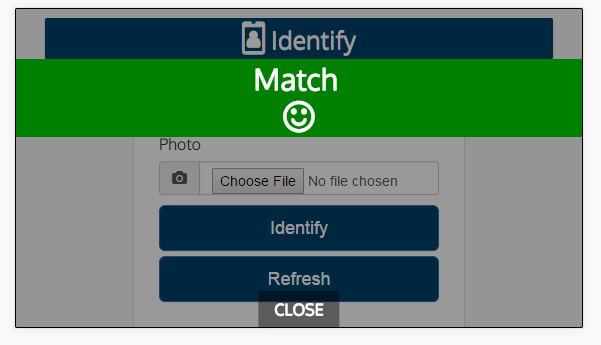 Identify
Match
Photo
Choose File No file chosen
Identify
Refresh
CLOSE